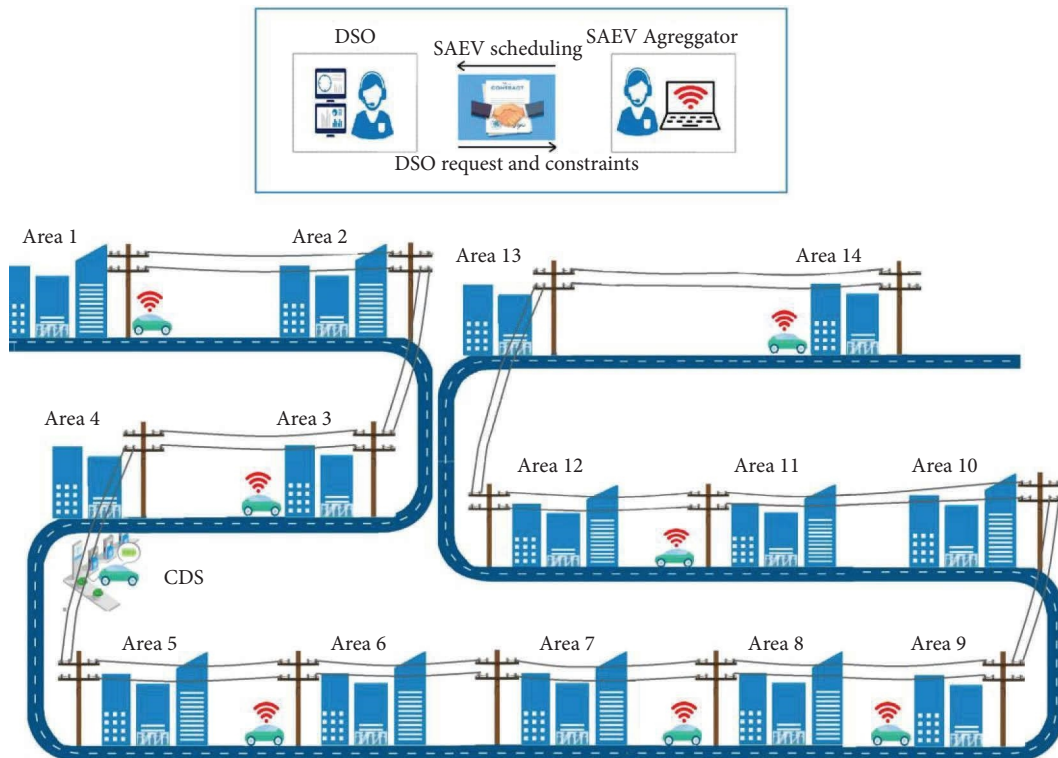 DSO
SAEV scheduling
SAEV Agreggator
CONTRACT
DSO request and constraints
Area 1
Area 2
Area 13
Area 14
Area 4
Area 3
Area 12
Area 11
Area 10
CDS
Area 5
Area 6
Area 7
Area 8
Area 9